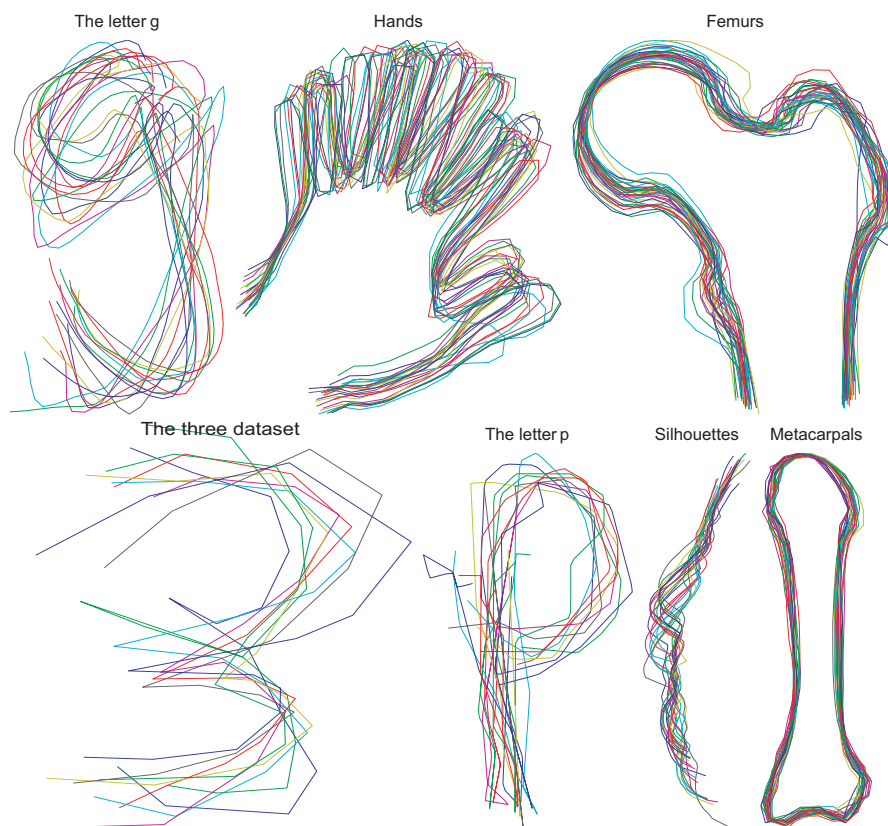 The letter g
Hands
Femurs
The three dataset
The letter p
Silhouettes
Metacarpals